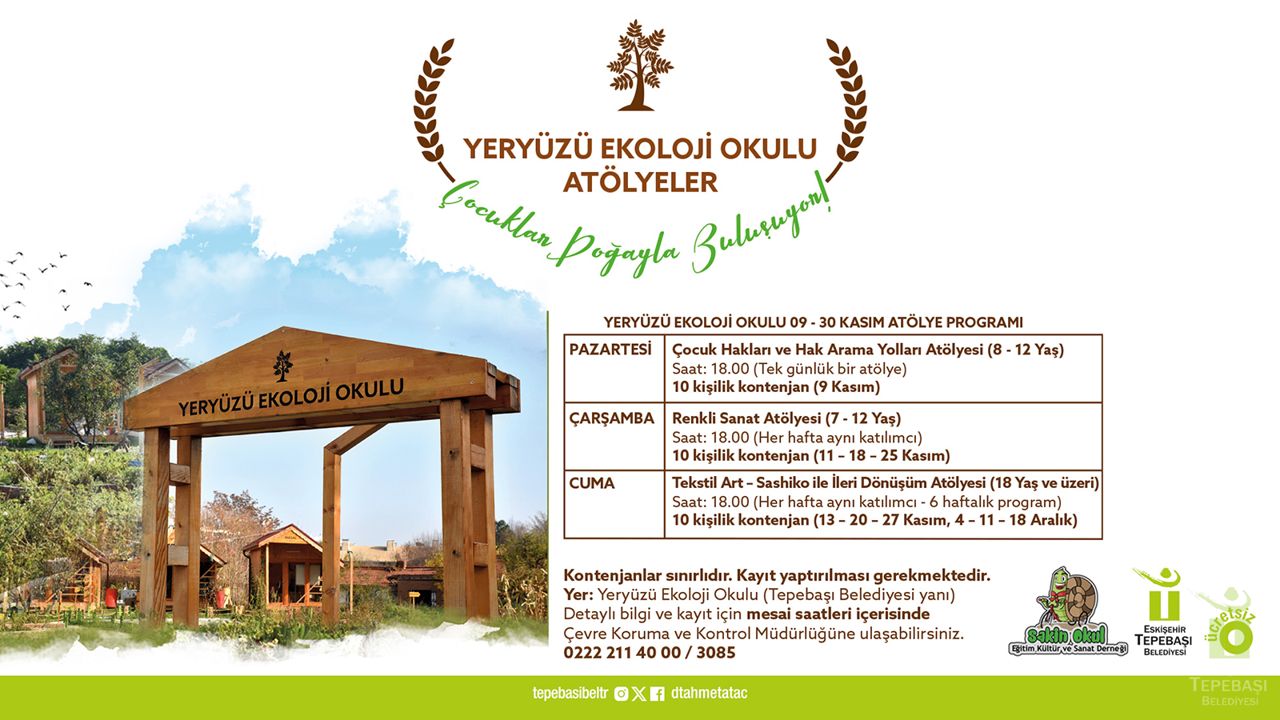 YERYÜZÜ EKOLOJİ OKULU
ATÖLYELER
Çocuklar Doğayla Buluşuyor!
YERYÜZÜ EKOLOJİ OKULU
YERYÜZÜ EKOLOJİ OKULU 09 - 30 KASIM ATÖLYE PROGRAMI
PAZARTESİ
Çocuk Hakları ve Hak Arama Yolları Atölyesi (8 - 12 Yaş)
Saat: 18.00 (Tek günlük bir atölye)
10 kişilik kontenjan (9 Kasım)
ÇARŞAMBA
Renkli Sanat Atölyesi (7 - 12 Yaş)
Saat: 18.00 (Her hafta aynı katılımcı)
10 kişilik kontenjan (11 – 18 – 25 Kasım)
CUMA
Tekstil Art – Sashiko ile İleri Dönüşüm Atölyesi (18 Yaş ve üzeri)
Saat: 18.00 (Her hafta aynı katılımcı - 6 haftalık program)
10 kişilik kontenjan (13 – 20 – 27 Kasım, 4 – 11 – 18 Aralık)
Kontenjanlar sınırlıdır. Kayıt yaptırılması gerekmektedir.
Yer: Yeryüzü Ekoloji Okulu (Tepebaşı Belediyesi yanı)
Detaylı bilgi ve kayıt için mesai saatleri içerisinde
Çevre Koruma ve Kontrol Müdürlüğüne ulaşabilirsiniz.
0222 211 40 00 / 3085
Sakin Okul
Eğitim Kültür ve Sanat Derneği
ESKİŞEHİR
TEPEBAŞI
BELEDİYESİ
ücretsiz
tepebasibeltr dtahmetatac
TEPEBAŞI
BELEDİYESİ